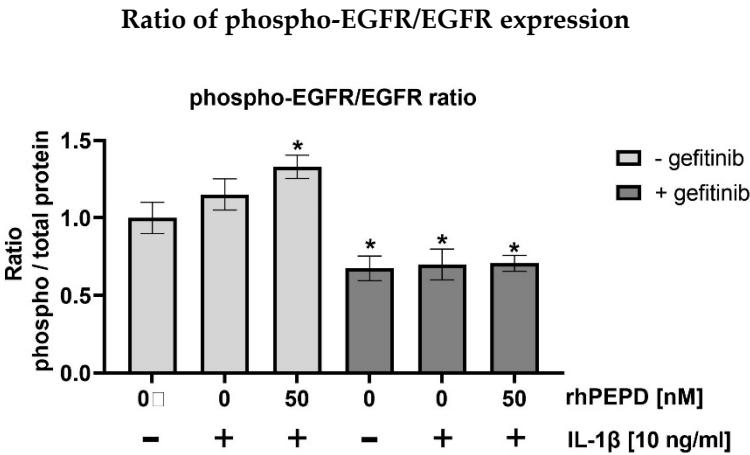 Ratio of phospho-EGFR/EGFR expression
phospho-EGFR/EGFR ratio
Ratio
phospho / total protein
1.5
1.0
0.5
0.0
*
* * *
- gefitinib
+ gefitinib
0□ 0 50 0 0 50 rhPEPD [nM]
- + + - + + IL-1β [10 ng/ml]